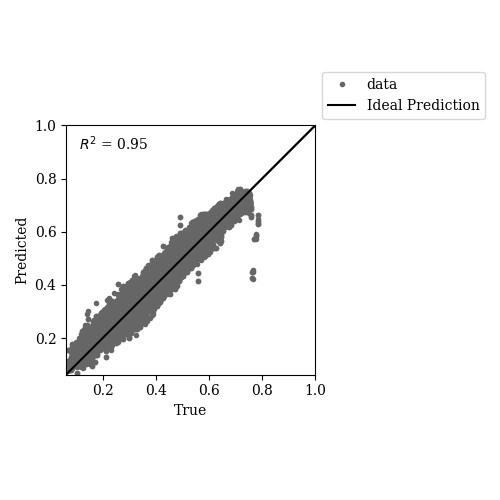 data
Ideal Prediction
R² = 0.95
Predicted
1.0
0.8
0.6
0.4
0.2
0.2 0.4 0.6 0.8 1.0
True